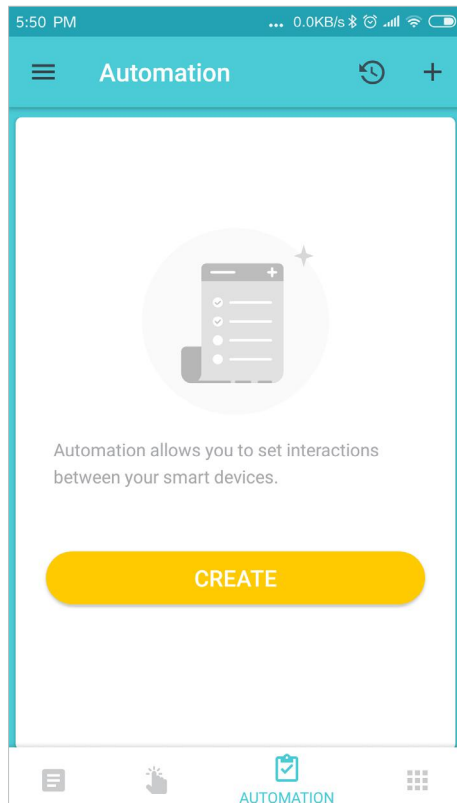 5:50 PM ... 0.0KB/s
Automation
Automation allows you to set interactions
between your smart devices.
CREATE
AUTOMATION